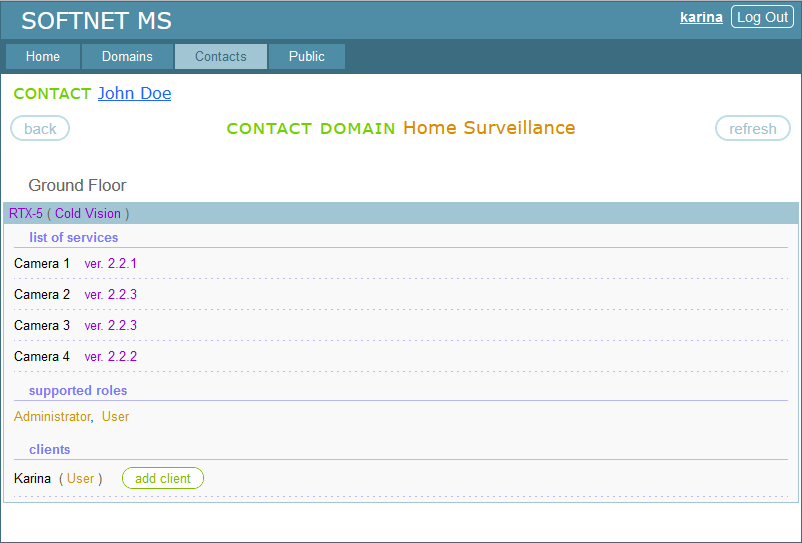 SOFTNET MS karina Log Out
Home Domains Contacts Public
CONTACT John Doe
back CONTACT DOMAIN Home Surveillance refresh
Ground Floor
RTX-5 ( Cold Vision )
list of services
Camera 1 ver. 2.2.1
Camera 2 ver. 2.2.3
Camera 3 ver. 2.2.3
Camera 4 ver. 2.2.2
supported roles
Administrator, User
clients
Karina ( User ) add client